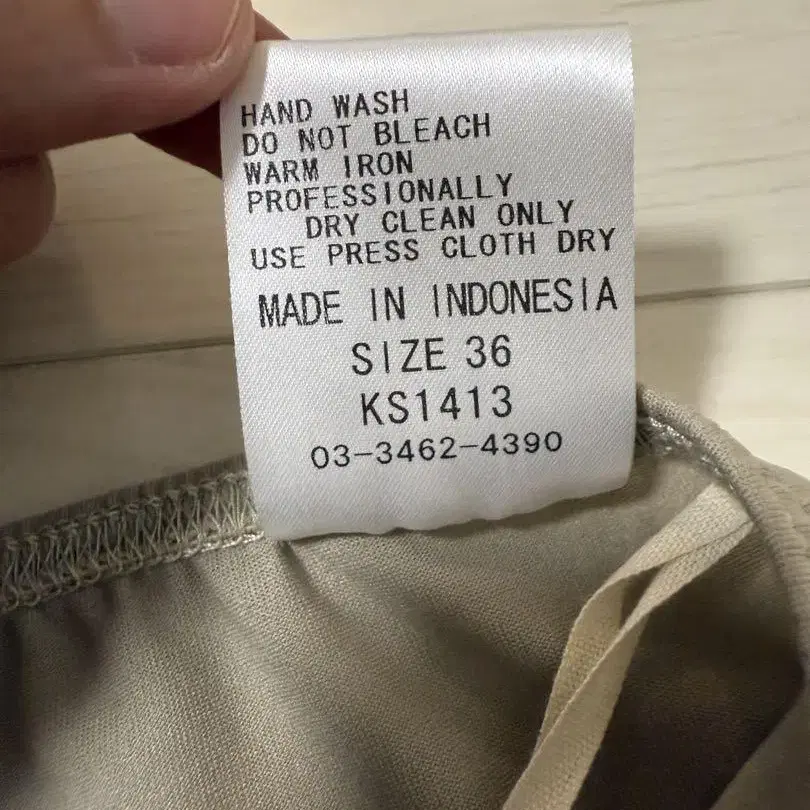 HAND WASH
DO NOT BLEACH
WARM IRON
PROFESSIONALLY
DRY CLEAN ONLY
USE PRESS CLOTH DRY
MADE IN INDONESIA
SIZE 36
KS1413
03-3462-4390